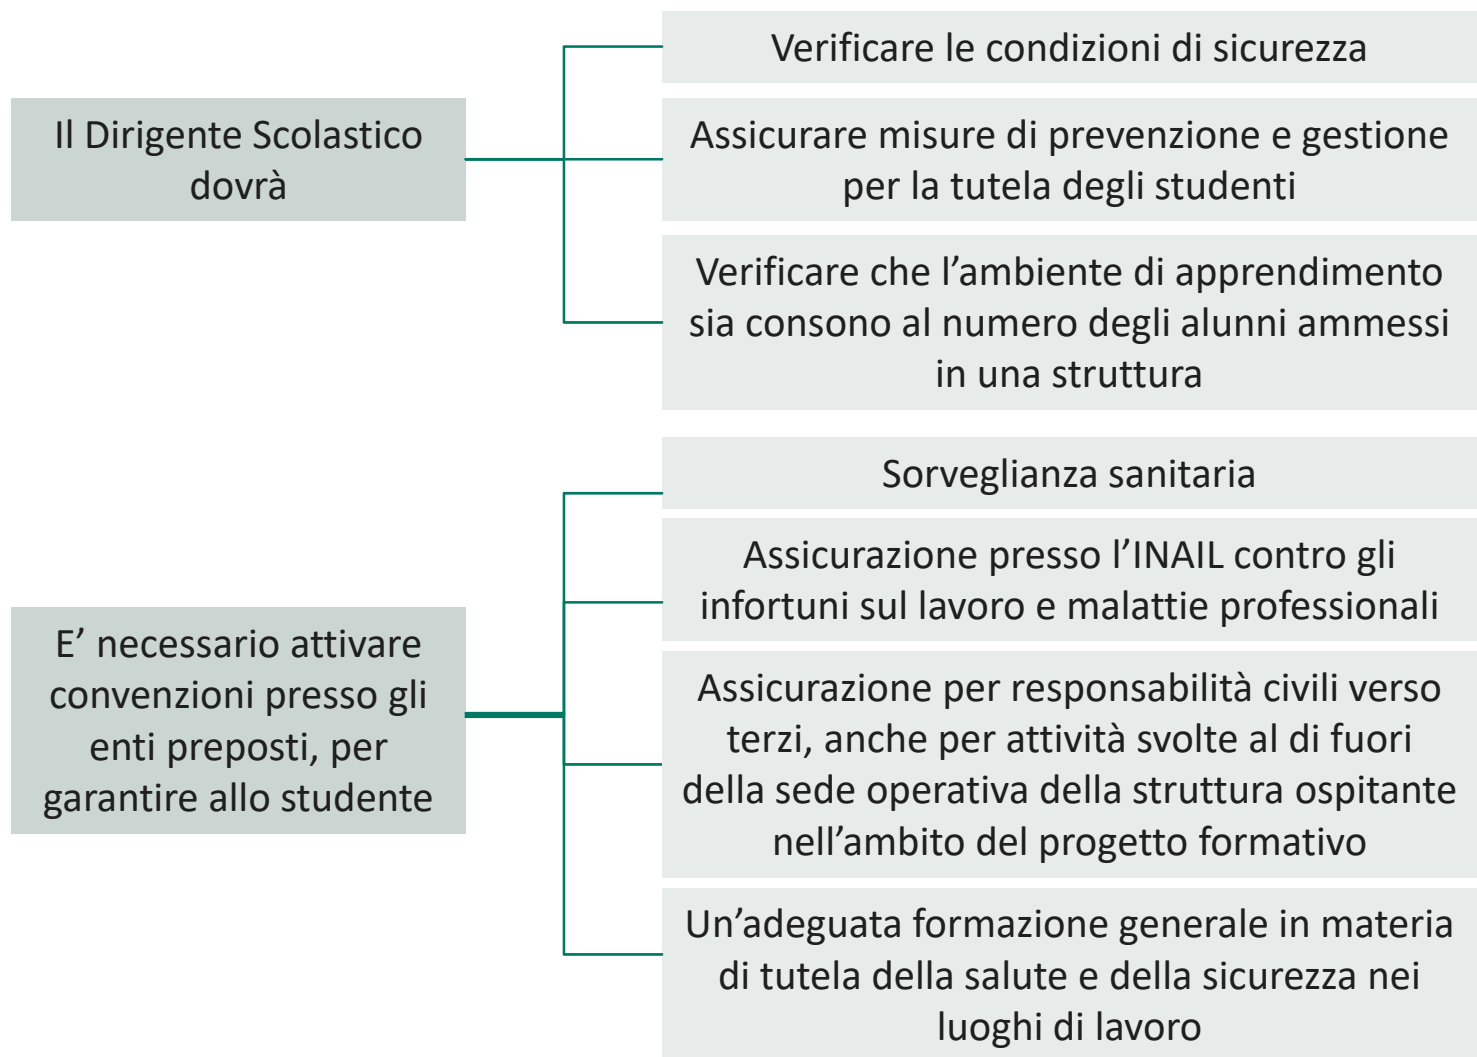 Il Dirigente Scolastico
dovrà
Verificare le condizioni di sicurezza
Assicurare misure di prevenzione e gestione
per la tutela degli studenti
Verificare che l’ambiente di apprendimento
sia consono al numero degli alunni ammessi
in una struttura
E’ necessario attivare
convenzioni presso gli
enti preposti, per
garantire allo studente
Sorveglianza sanitaria
Assicurazione presso l’INAIL contro gli
infortuni sul lavoro e malattie professionali
Assicurazione per responsabilità civili verso
terzi, anche per attività svolte al di fuori
della sede operativa della struttura ospitante
nell’ambito del progetto formativo
Un’adeguata formazione generale in materia
di tutela della salute e della sicurezza nei
luoghi di lavoro